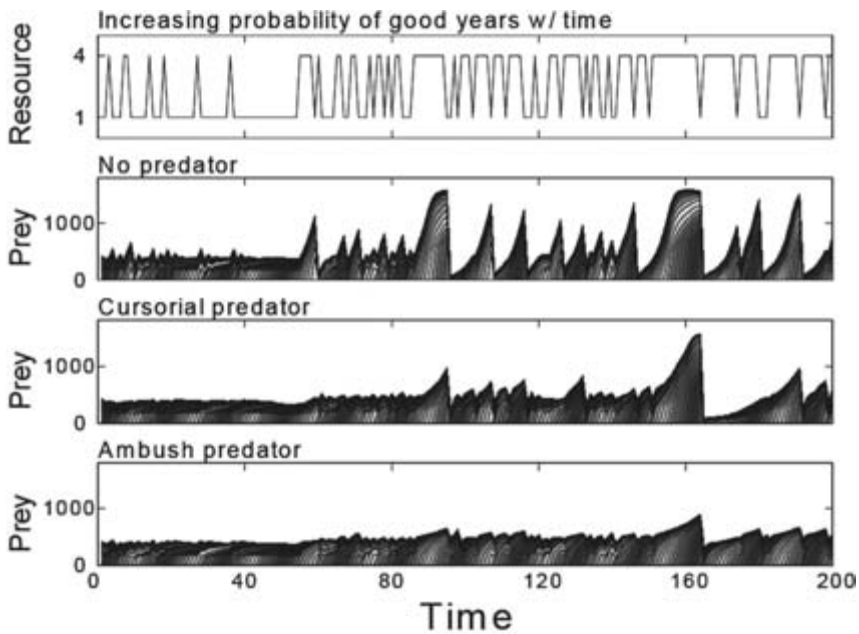 Increasing probability of good years w/ time
Resource
4
1
No predator
Prey
1000
0
Cursorial predator
Prey
1000
0
Ambush predator
Prey
1000
0
0 40 80 120 160 200
Time